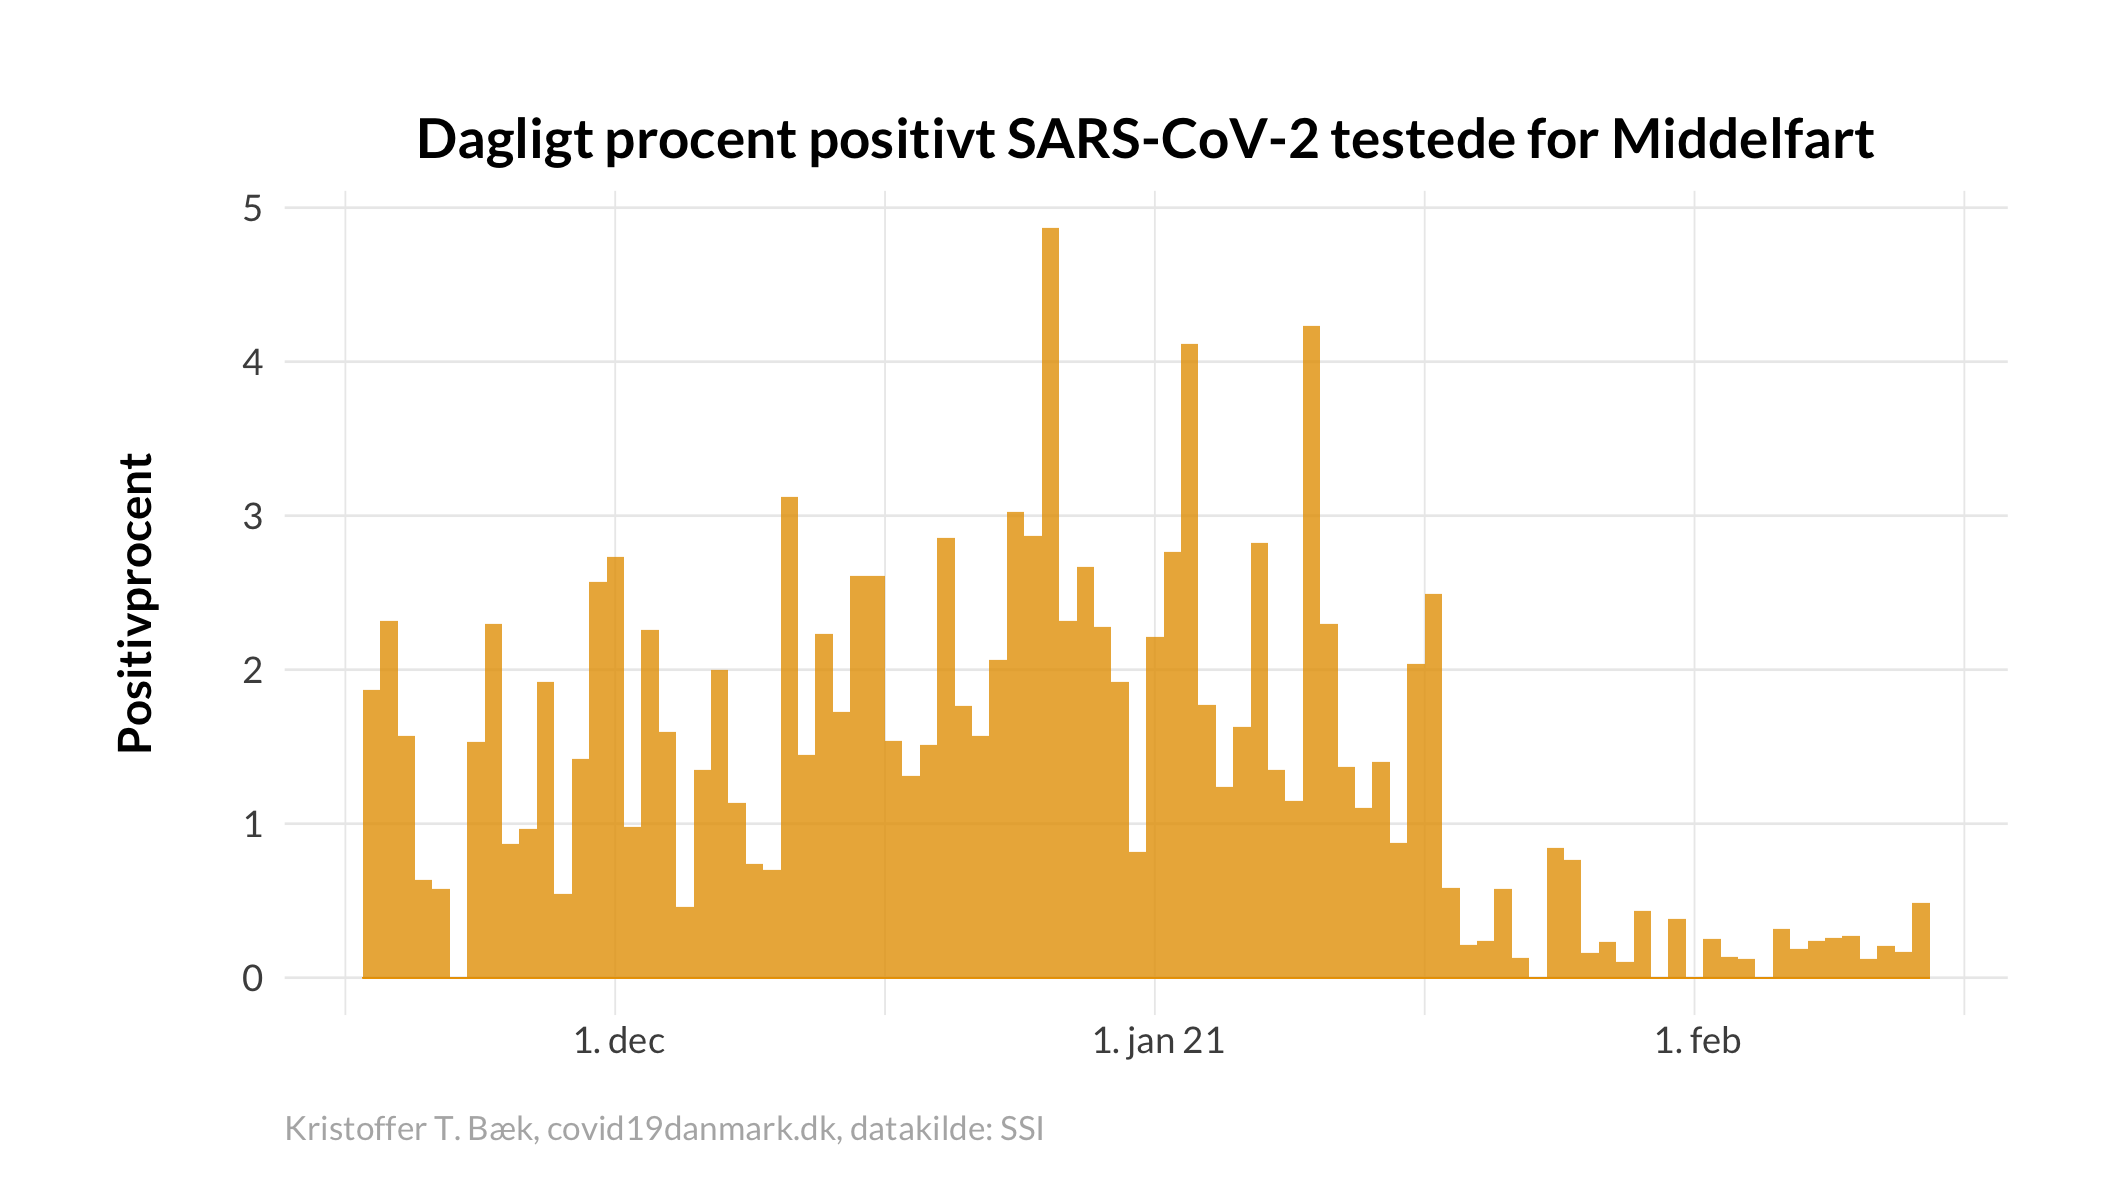 Dagligt procent positivt SARS-CoV-2 testede for Middelfart
Positivprocent
5
4
3
2
1
0
1. dec
1. jan 21
1. feb
Kristoffer T. Bæk, covid19danmark.dk, datakilde: SSI